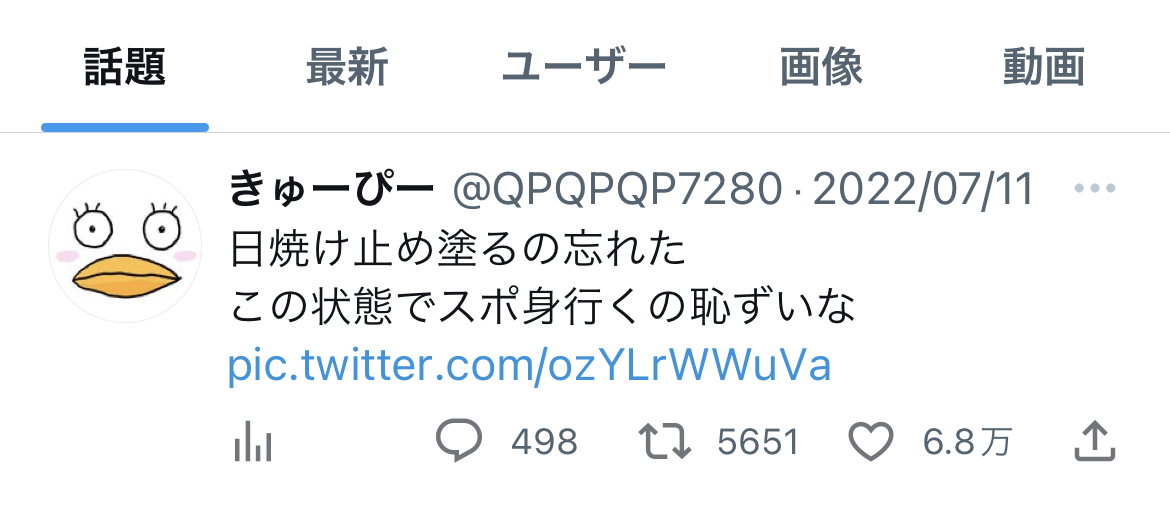 話題 最新 ユーザー 画像 動画
きゅーぴー @QPQPQP7280 · 2022/07/11
日焼け止め塗るの忘れた
この状態でスポ身行くの恥ずいな
pic.twitter.com/ozYLrWWuVa
498 5651 6.8万